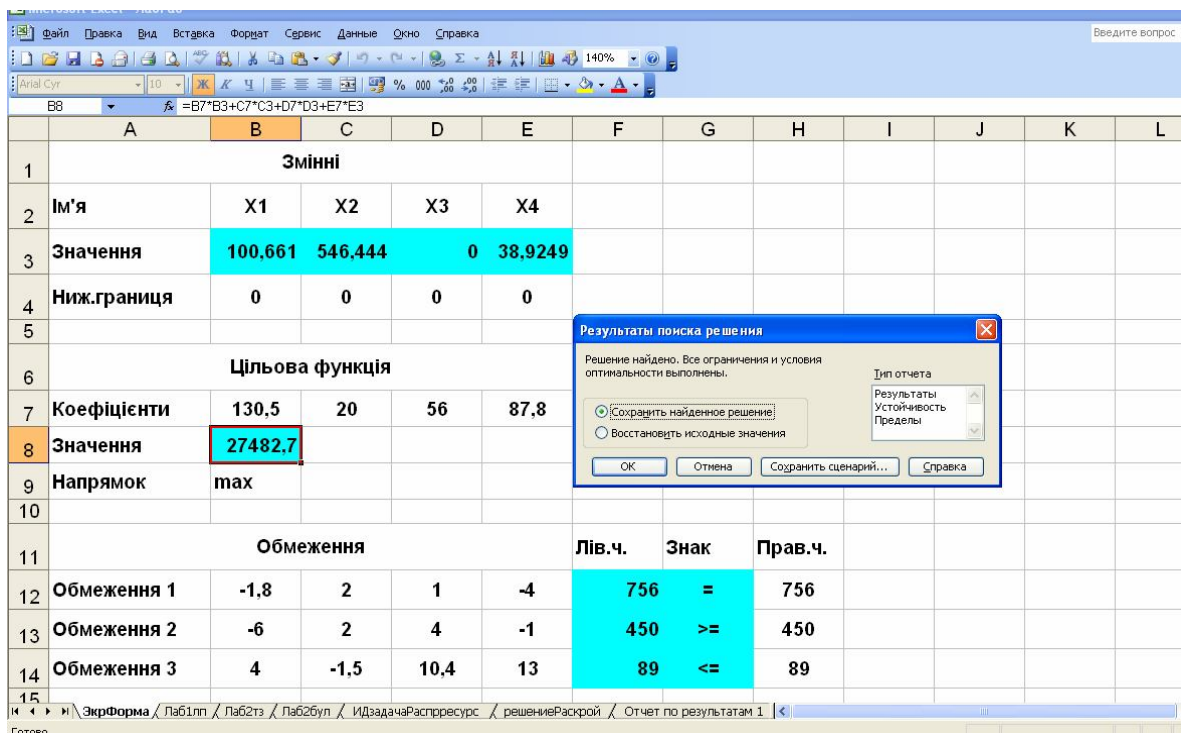 Файл Правка Вид Вставка Формат Сервис Данные Окно Справка
Введите вопрос
140%
Arial Cyr 10 Ж К Ч % 000
B8 fx =B7*B3+C7*C3+D7*D3+E7*E3
A B C D E F G H I J K L
1 Змінні
2 Ім'я X1 X2 X3 X4
3 Значення 100,661 546,444 0 38,9249
4 Ниж.границя 0 0 0 0
5
6 Цільова функція
7 Коефіцієнти 130,5 20 56 87,8
8 Значення 27482,7
9 Напрямок max
10
11 Обмеження Лів.ч. Знак Прав.ч.
12 Обмеження 1 -1,8 2 1 -4 756 = 756
13 Обмеження 2 -6 2 4 -1 450 >= 450
14 Обмеження 3 4 -1,5 10,4 13 89 <= 89
15
Результаты поиска решения
Решение найдено. Все ограничения и условия
оптимальности выполнены.
Тип отчета
Результаты
Устойчивость
Пределы
Сохранить найденное решение
Восстановить исходные значения
ОК Отмена Сохранить сценарий... Справка
ЭкрФорма / Лаб1лп / Лаб2тз / Лаб2бул / ИДзадачаРаспрресурс / решениеРаскрой / Отчет по результатам 1
Готово